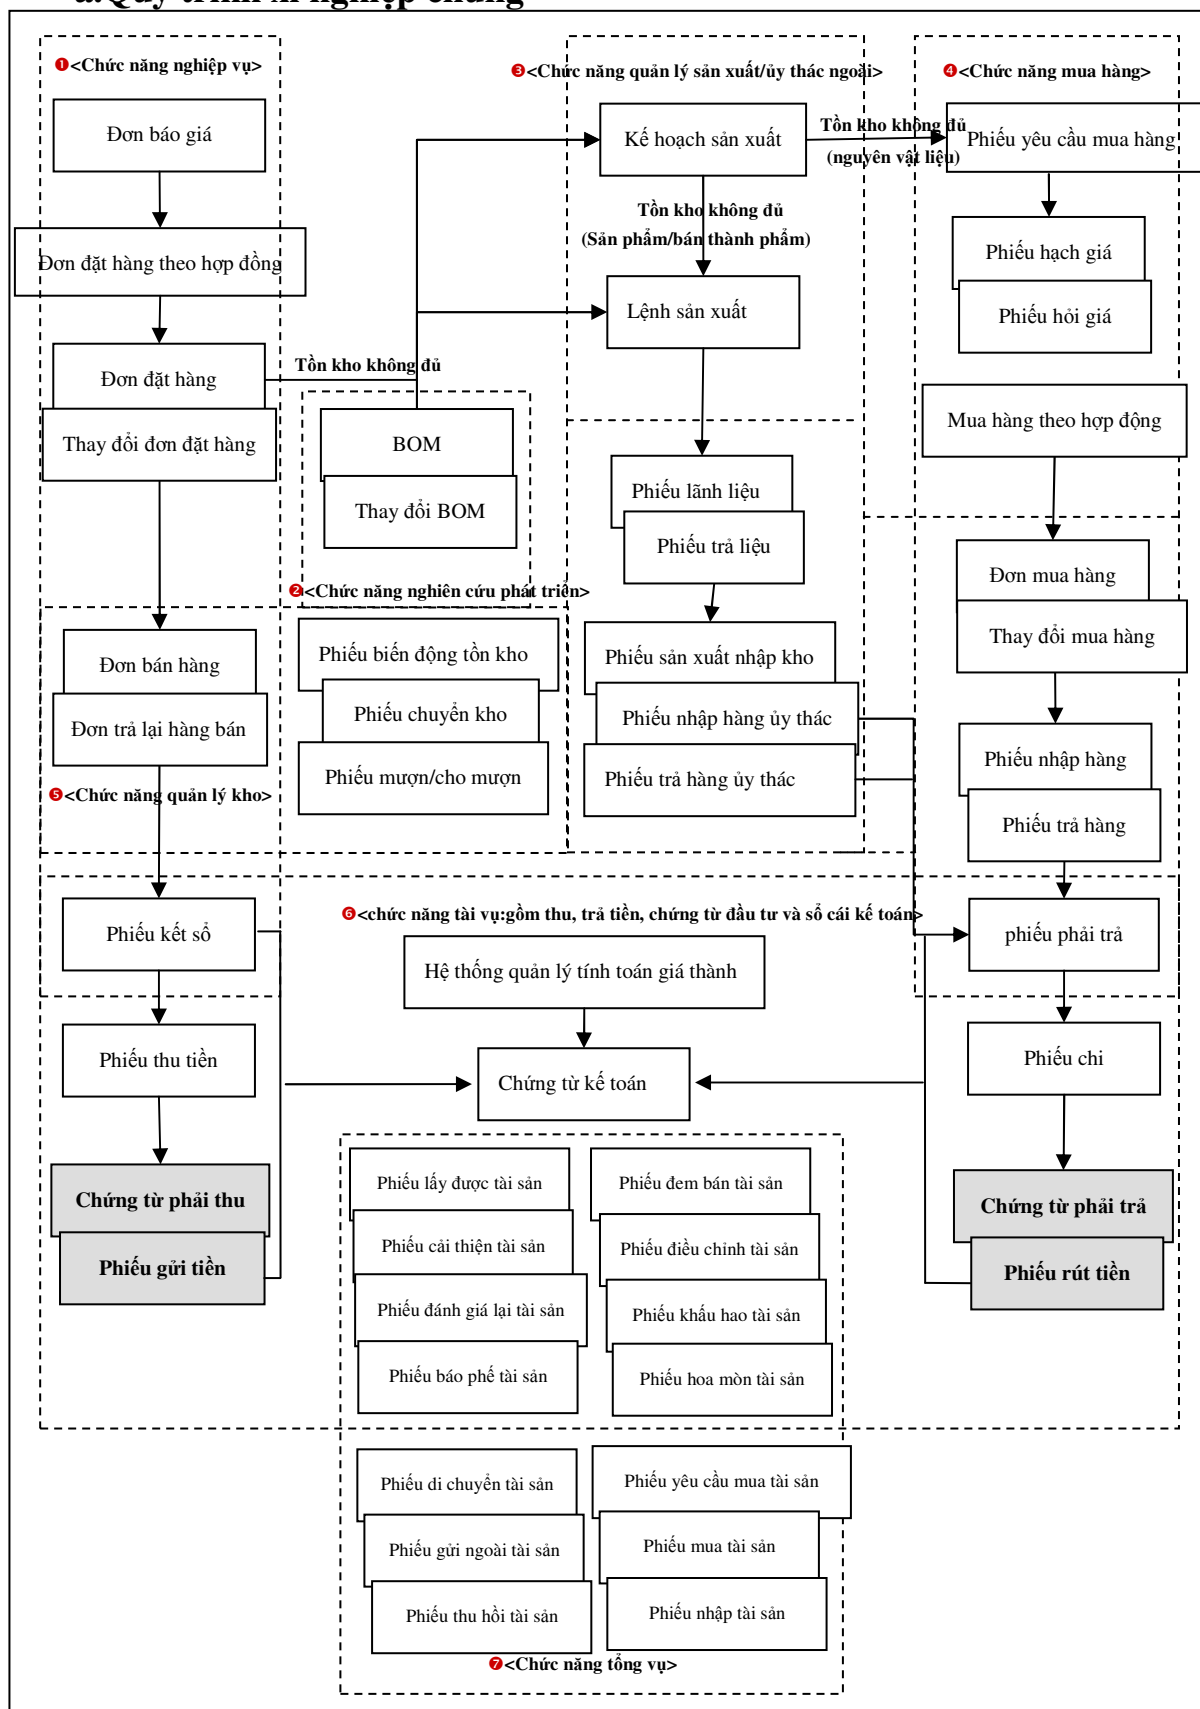 a.Quy trình xí nghiệp chung
❶<Chức năng nghiệp vụ>
Đơn báo giá
Đơn đặt hàng theo hợp đồng
Đơn đặt hàng
Thay đổi đơn đặt hàng
Tồn kho không đủ
BOM
Thay đổi BOM
❷<Chức năng nghiên cứu phát triển>
❸<Chức năng quản lý sản xuất/ủy thác ngoài>
Kế hoạch sản xuất
Tồn kho không đủ
(nguyên vật liệu)
Tồn kho không đủ
(Sản phẩm/bán thành phẩm)
Lệnh sản xuất
Phiếu lãnh liệu
Phiếu trả liệu
Phiếu sản xuất nhập kho
Phiếu nhập hàng ủy thác
Phiếu trả hàng ủy thác
❹<Chức năng mua hàng>
Phiếu yêu cầu mua hàng
Phiếu hạch giá
Phiếu hỏi giá
Mua hàng theo hợp động
Đơn mua hàng
Thay đổi mua hàng
Phiếu nhập hàng
Phiếu trả hàng
Đơn bán hàng
Đơn trả lại hàng bán
❺<Chức năng quản lý kho>
Phiếu biến động tồn kho
Phiếu chuyển kho
Phiếu mượn/cho mượn
❻<chức năng tài vụ:gồm thu, trả tiền, chứng từ đầu tư và sổ cái kế toán>
Phiếu kết sổ
Phiếu thu tiền
Chứng từ phải thu
Phiếu gửi tiền
Hệ thống quản lý tính toán giá thành
Chứng từ kế toán
phiếu phải trả
Phiếu chi
Chứng từ phải trả
Phiếu rút tiền
Phiếu lấy được tài sản
Phiếu cải thiện tài sản
Phiếu đánh giá lại tài sản
Phiếu báo phế tài sản
Phiếu đem bán tài sản
Phiếu điều chỉnh tài sản
Phiếu khấu hao tài sản
Phiếu hoa mòn tài sản
Phiếu di chuyển tài sản
Phiếu gửi ngoài tài sản
Phiếu thu hồi tài sản
Phiếu yêu cầu mua tài sản
Phiếu mua tài sản
Phiếu nhập tài sản
❼<Chức năng tổng vụ>